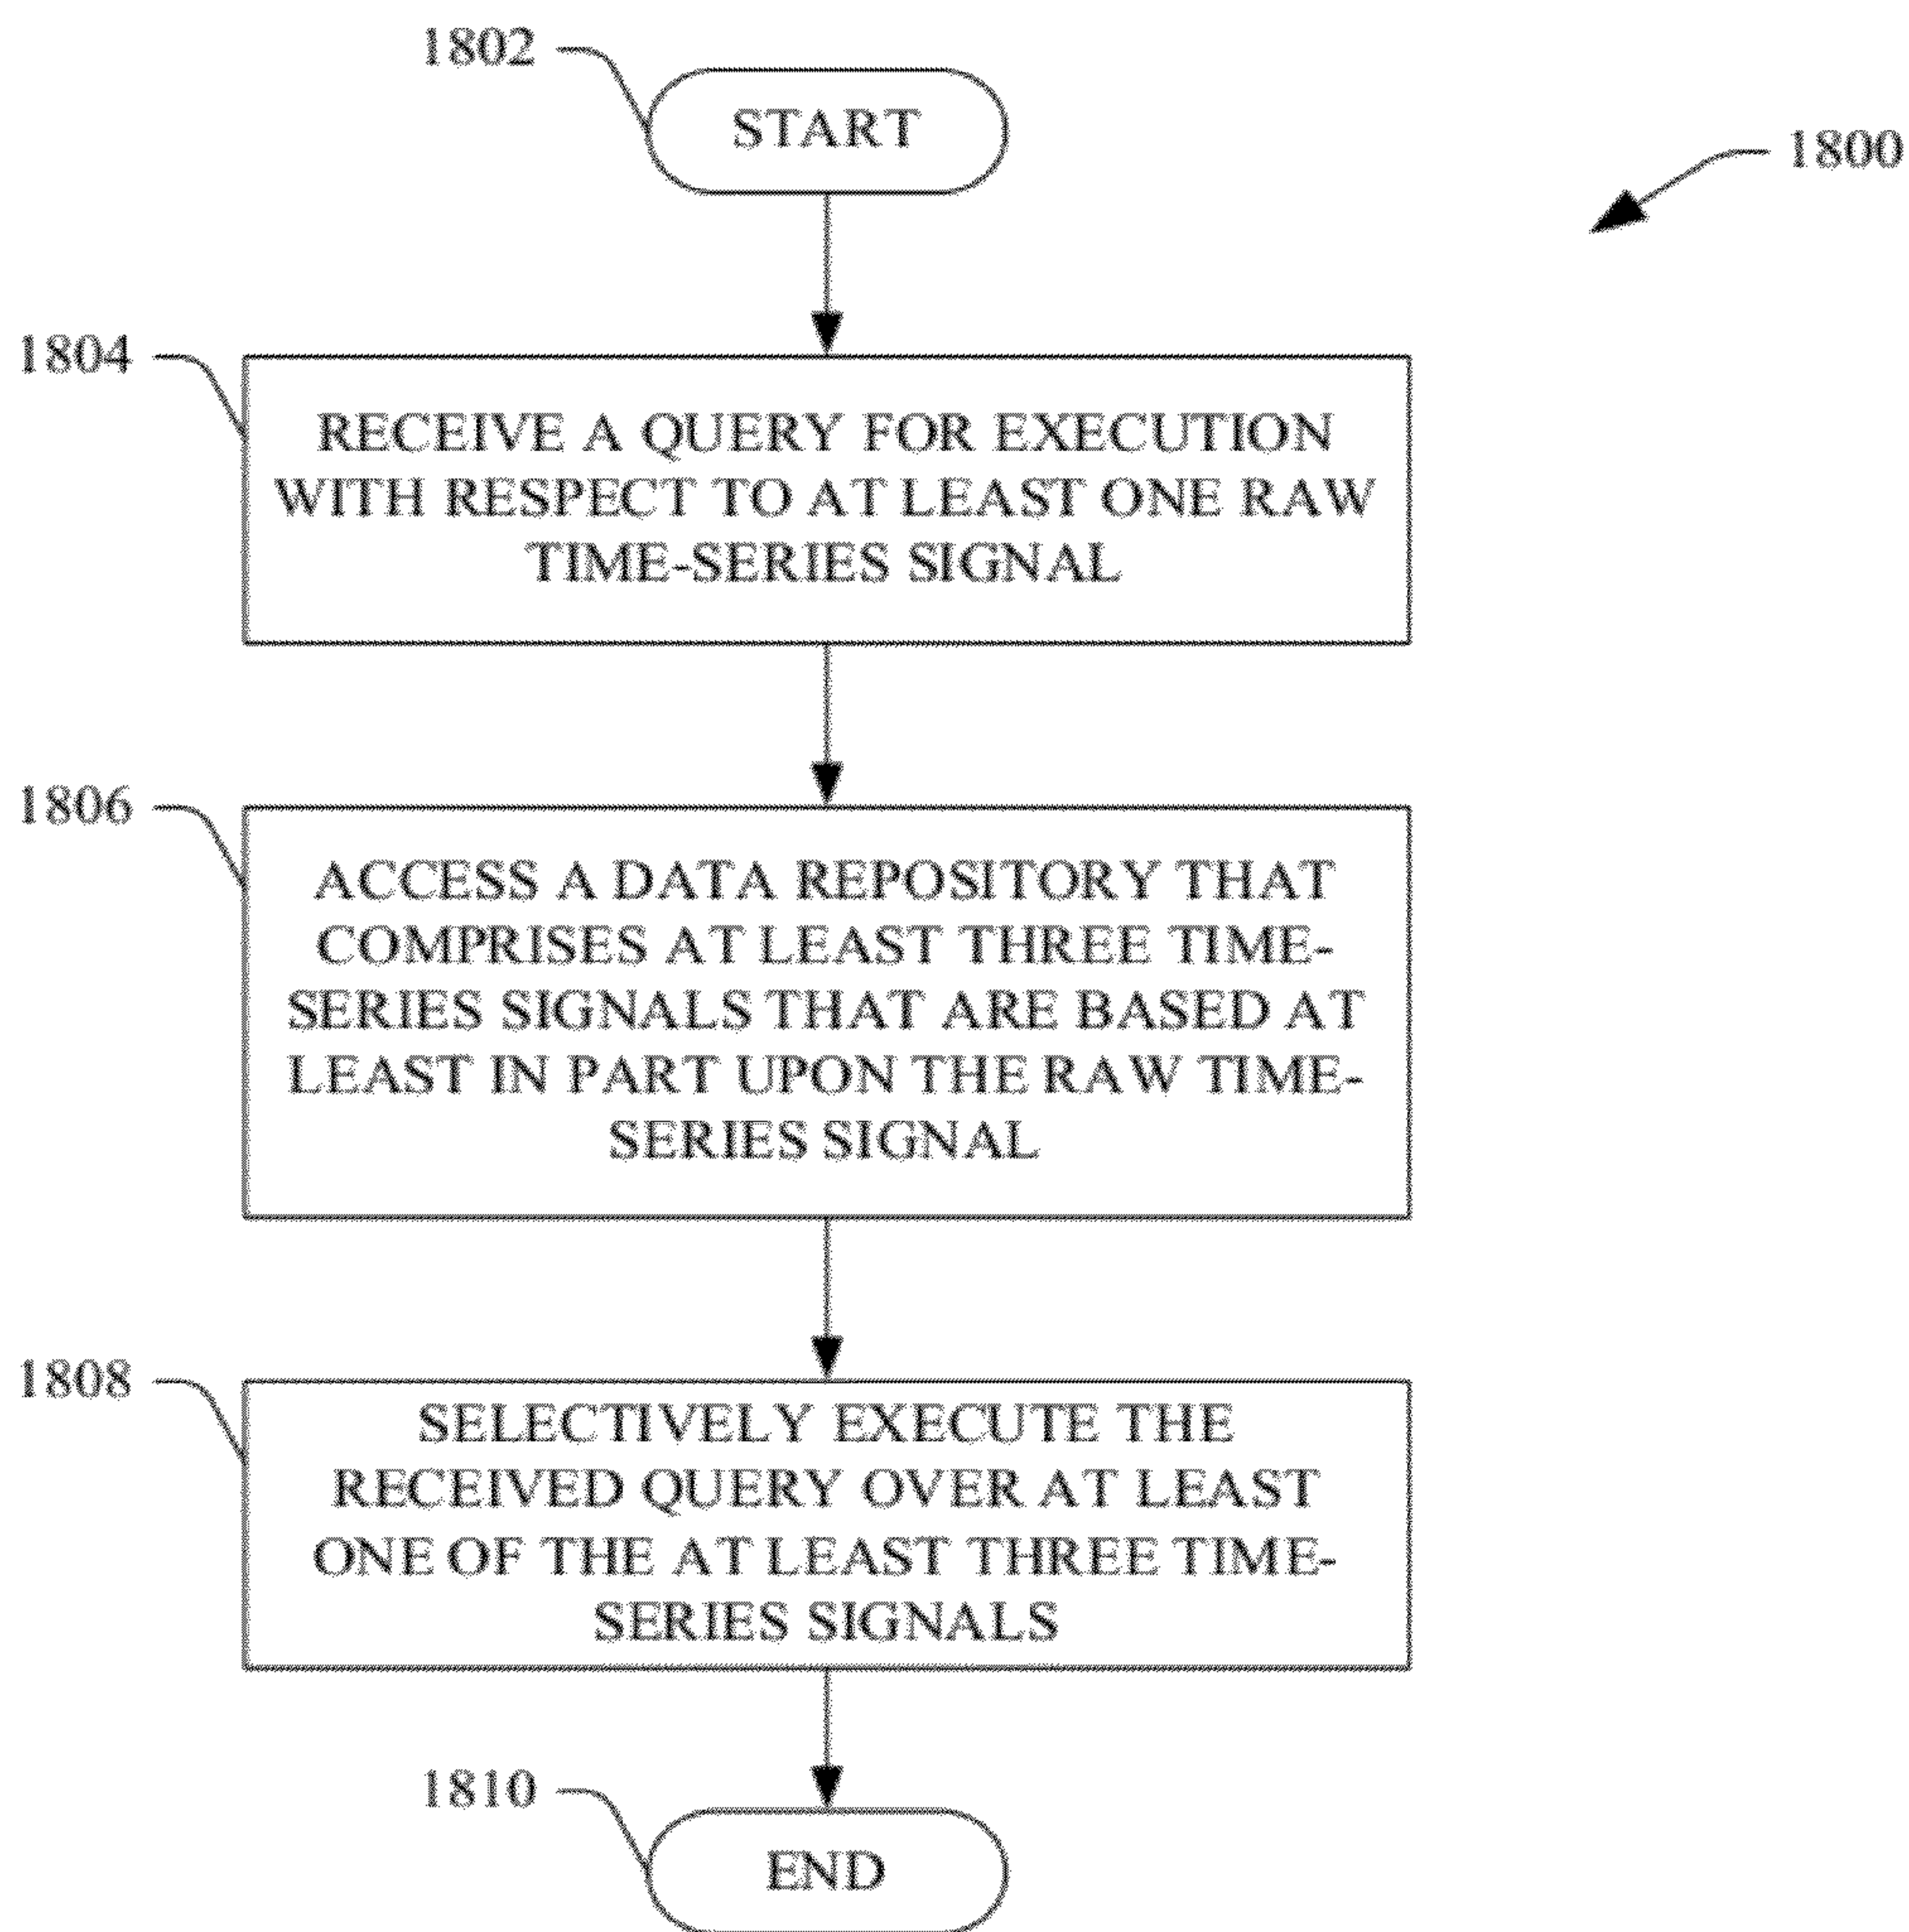 1802
START
1800
1804
RECEIVE A QUERY FOR EXECUTION
WITH RESPECT TO AT LEAST ONE RAW
TIME-SERIES SIGNAL
1806
ACCESS A DATA REPOSITORY THAT
COMPRISES AT LEAST THREE TIME-
SERIES SIGNALS THAT ARE BASED AT
LEAST IN PART UPON THE RAW TIME-
SERIES SIGNAL
1808
SELECTIVELY EXECUTE THE
RECEIVED QUERY OVER AT LEAST
ONE OF THE AT LEAST THREE TIME-
SERIES SIGNALS
1810
END